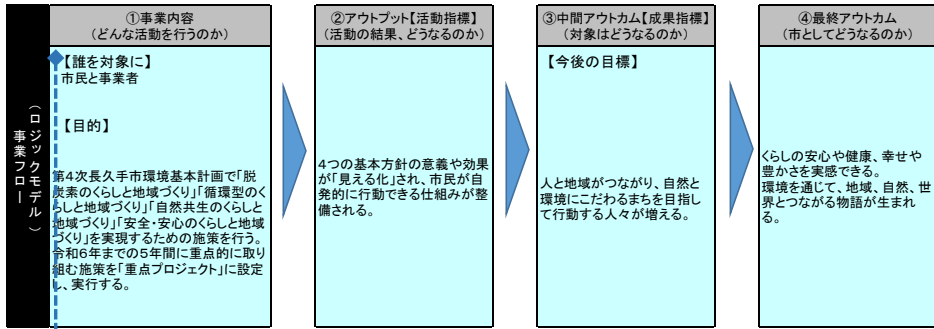 事業フロー
（ロジックモデル）
①事業内容
（どんな活動を行うのか）
【誰を対象に】
市民と事業者
【目的】
第4次長久手市環境基本計画で「脱
炭素のくらしと地域づくり」「循環型のく
らしと地域づくり」「自然共生のくらしと
地域づくり」「安全・安心のくらしと地域
づくり」を実現するための施策を行う。
令和6年までの5年間に重点的に取り
組む施策を「重点プロジェクト」に設定
し、実行する。
②アウトプット【活動指標】
（活動の結果、どうなるのか）
4つの基本方針の意義や効果
が「見える化」され、市民が自
発的に行動できる仕組みが整
備される。
③中間アウトカム【成果指標】
（対象はどうなるのか）
【今後の目標】
人と地域がつながり、自然と
環境にこだわるまちを目指し
て行動する人々が増える。
④最終アウトカム
（市としてどうなるのか）
くらしの安心や健康、幸せや
豊かさを実感できる。
環境を通じて、地域、自然、世
界とつながる物語が生まれ
る。